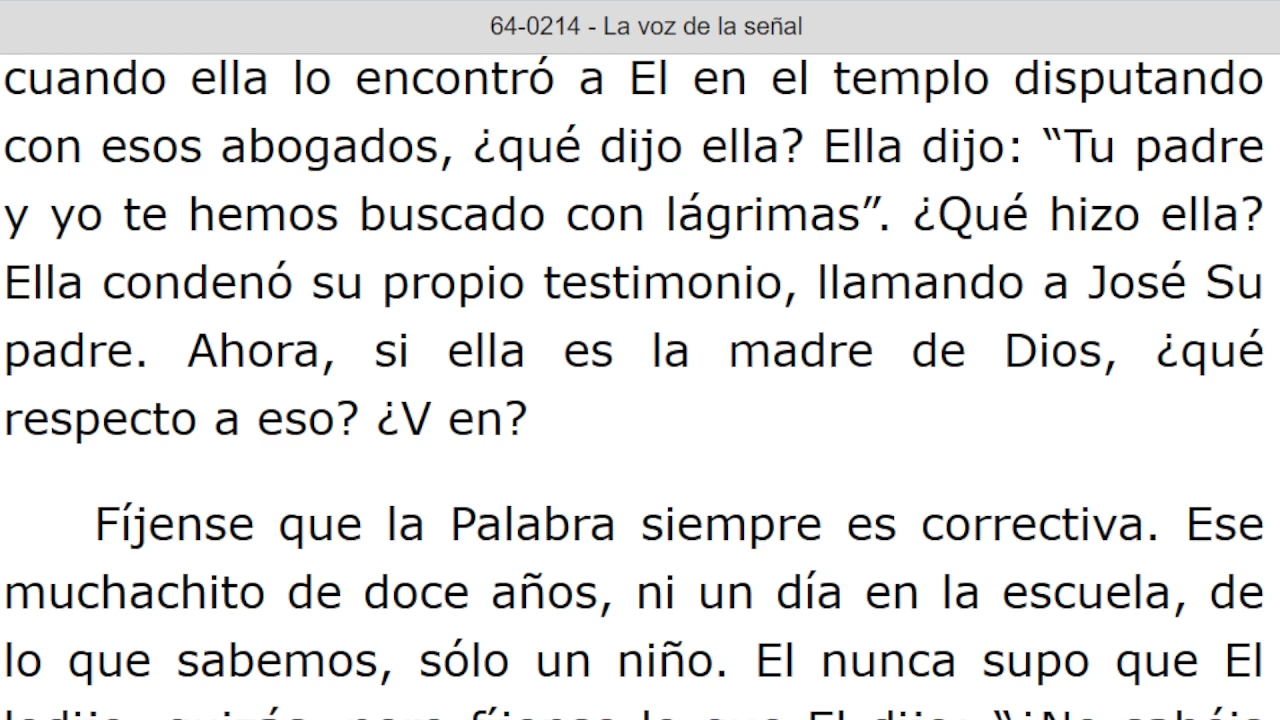 64-0214 - La voz de la señal
cuando ella lo encontró a El en el templo disputando
con esos abogados, ¿qué dijo ella? Ella dijo: “Tu padre
y yo te hemos buscado con lágrimas”. ¿Qué hizo ella?
Ella condenó su propio testimonio, llamando a José Su
padre. Ahora, si ella es la madre de Dios, ¿qué
respecto a eso? ¿V en?
Fíjense que la Palabra siempre es correctiva. Ese
muchachito de doce años, ni un día en la escuela, de
lo que sabemos, sólo un niño. El nunca supo que El